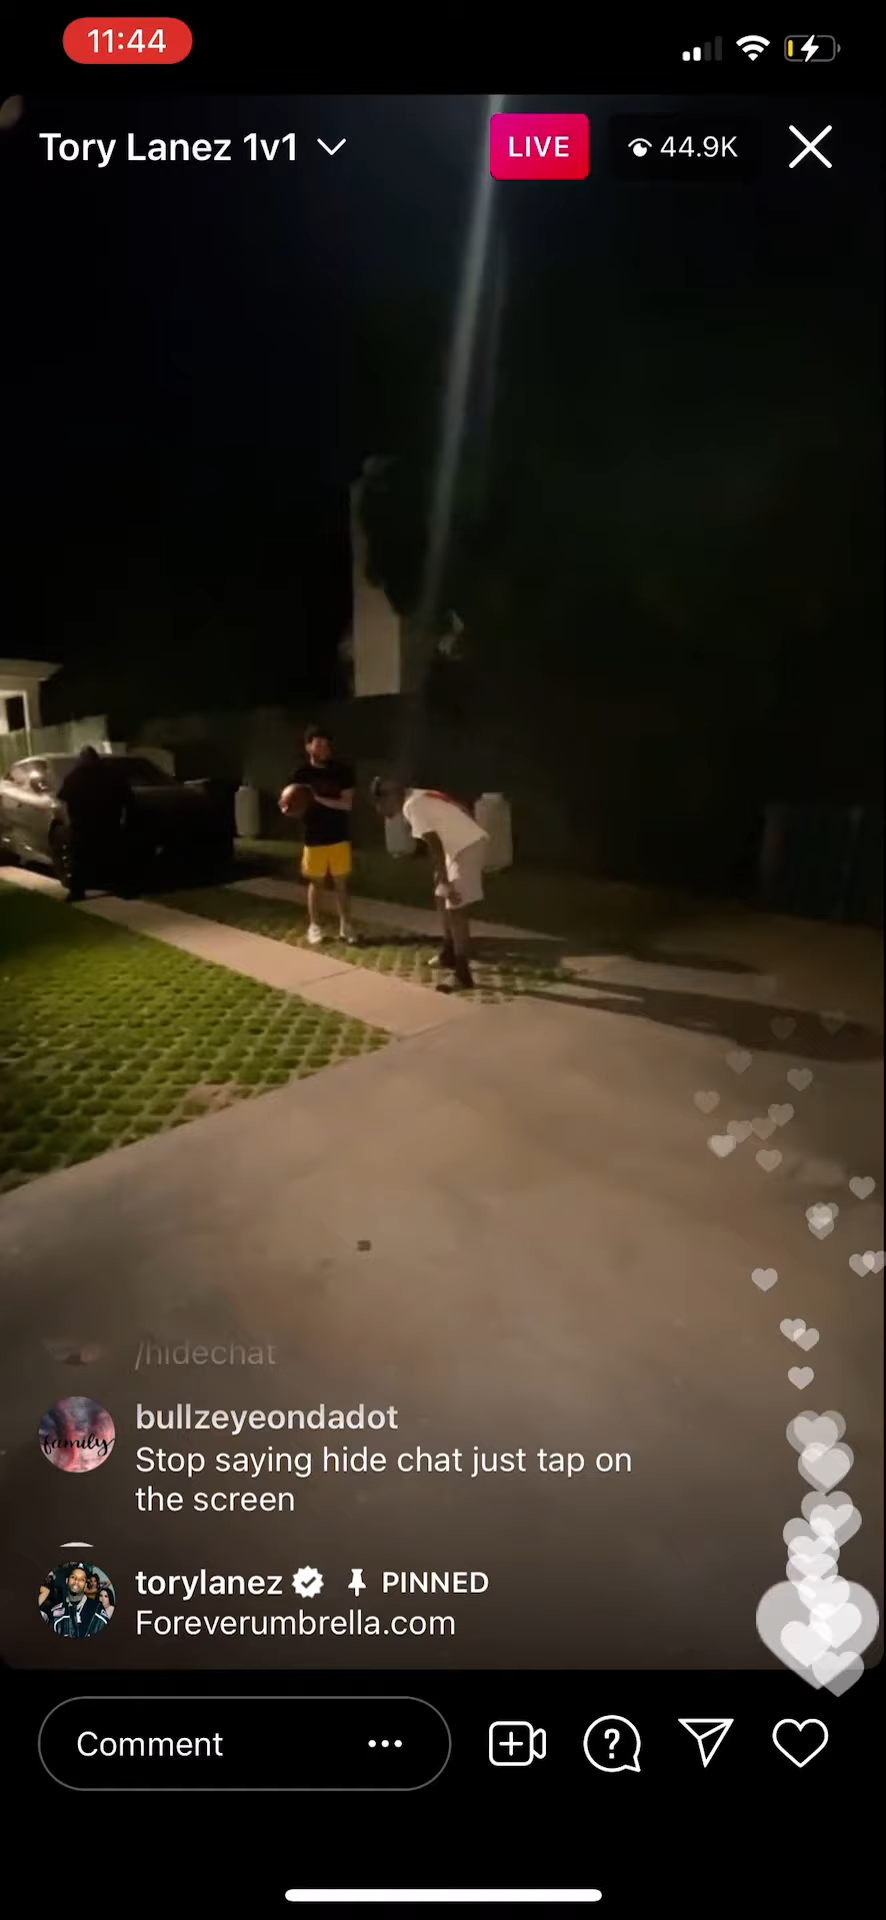 11:44
Tory Lanez 1v1
LIVE
44.9K
/hidechat
bullzeyeondadot
Stop saying hide chat just tap on
the screen
family
torylanez PINNED
Foreverumbrella.com
Comment